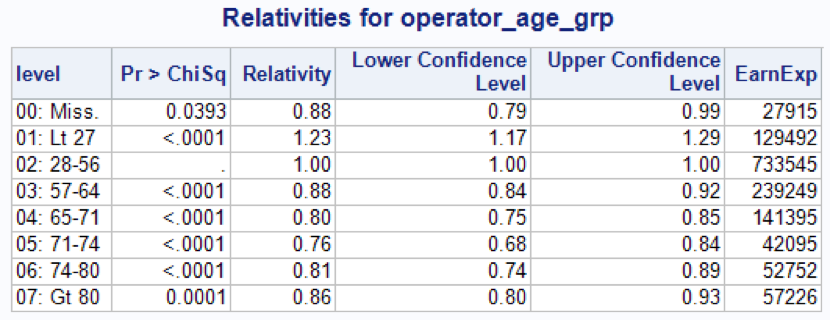 Relativities for operator_age_grp
level Pr > ChiSq Relativity Lower Confidence Level Upper Confidence Level EarnExp
00: Miss. 0.0393 0.88 0.79 0.99 27915
01: Lt 27 <.0001 1.23 1.17 1.29 129492
02: 28-56 . 1.00 1.00 1.00 733545
03: 57-64 <.0001 0.88 0.84 0.92 239249
04: 65-71 <.0001 0.80 0.75 0.85 141395
05: 71-74 <.0001 0.76 0.68 0.84 42095
06: 74-80 <.0001 0.81 0.74 0.89 52752
07: Gt 80 0.0001 0.86 0.80 0.93 57226